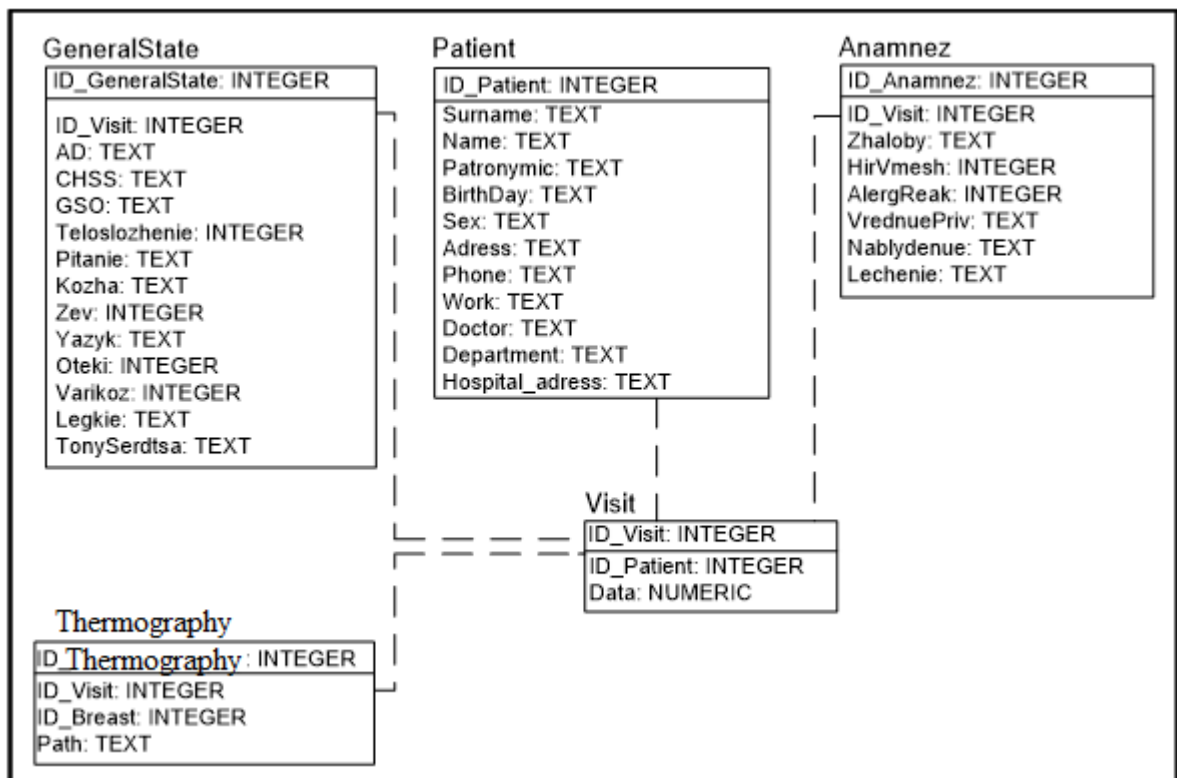 GeneralState
ID_GeneralState: INTEGER
ID_Visit: INTEGER
AD: TEXT
CHSS: TEXT
GSO: TEXT
Teloslozhenie: INTEGER
Pitanie: TEXT
Kozha: TEXT
Zev: INTEGER
Yazyk: TEXT
Oteki: INTEGER
Varikoz: INTEGER
Legkie: TEXT
TonySerdtsa: TEXT
Patient
ID_Patient: INTEGER
Surname: TEXT
Name: TEXT
Patronymic: TEXT
BirthDay: TEXT
Sex: TEXT
Adress: TEXT
Phone: TEXT
Work: TEXT
Doctor: TEXT
Department: TEXT
Hospital_adress: TEXT
Anamnez
ID_Anamnez: INTEGER
ID_Visit: INTEGER
Zhaloby: TEXT
HirVmesh: INTEGER
AlergReak: INTEGER
VrednuePriv: TEXT
Nablydenue: TEXT
Lechenie: TEXT
Visit
ID_Visit: INTEGER
ID_Patient: INTEGER
Data: NUMERIC
Thermography
ID_Thermography : INTEGER
ID_Visit: INTEGER
ID_Breast: INTEGER
Path: TEXT